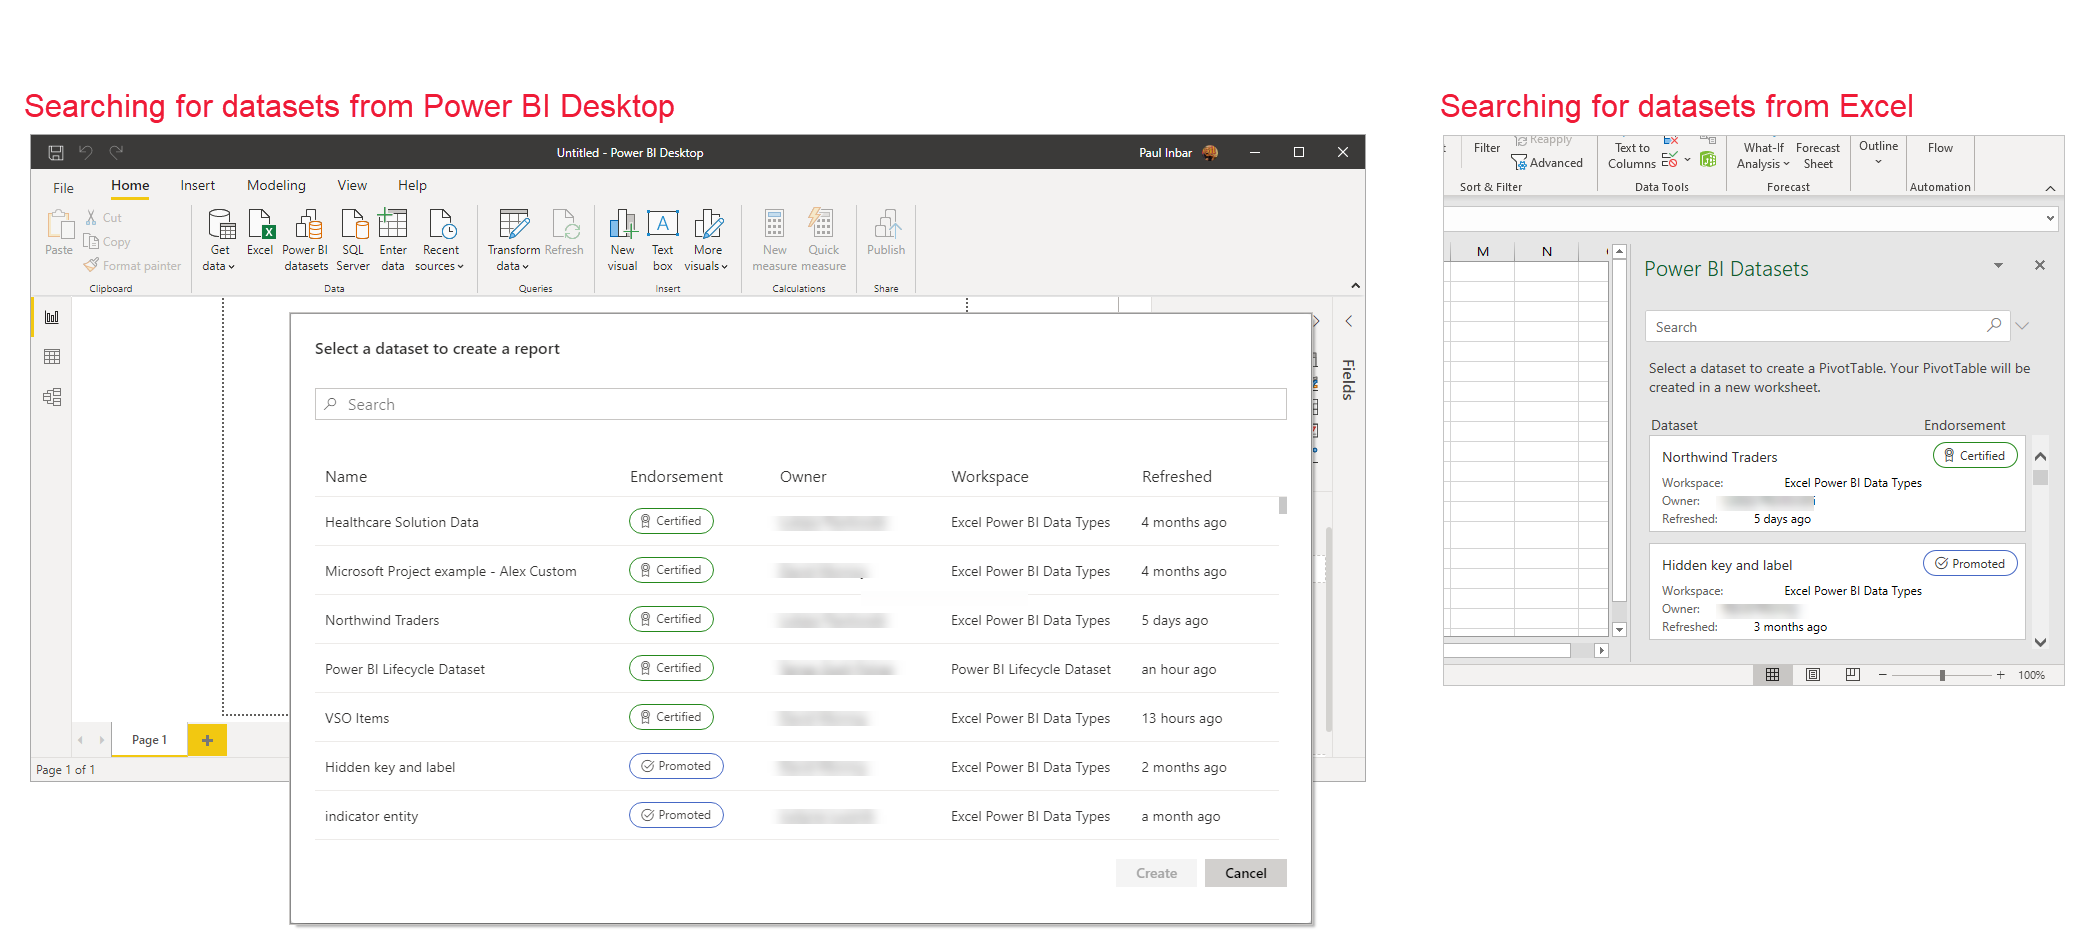 Searching for datasets from Power BI Desktop
Untitled - Power BI Desktop
Paul Inbar
File Home Insert Modeling View Help
Paste
Cut
Copy
Format painter
Clipboard
Get data
Excel
Power BI datasets
SQL Server
Enter data
Recent sources
Data
Transform data
Refresh
Queries
New visual
Text box
More visuals
Insert
New measure
Quick measure
Calculations
Publish
Share
Fields
Select a dataset to create a report
Search
Name Endorsement Owner Workspace Refreshed
Healthcare Solution Data Certified Excel Power BI Data Types 4 months ago
Microsoft Project example - Alex Custom Certified Excel Power BI Data Types 4 months ago
Northwind Traders Certified Excel Power BI Data Types 5 days ago
Power BI Lifecycle Dataset Certified Power BI Lifecycle Dataset an hour ago
VSO Items Certified Excel Power BI Data Types 13 hours ago
Hidden key and label Promoted Excel Power BI Data Types 2 months ago
indicator entity Promoted Excel Power BI Data Types a month ago
Create Cancel
Page 1
Page 1 of 1
Searching for datasets from Excel
Filter
Reapply
Advanced
Sort & Filter
Text to Columns
Data Tools
What-If Analysis
Forecast Sheet
Forecast
Outline
Flow
Automation
M N
Power BI Datasets
Search
Select a dataset to create a PivotTable. Your PivotTable will be
created in a new worksheet.
Dataset Endorsement
Northwind Traders Certified
Workspace: Excel Power BI Data Types
Owner:
Refreshed: 5 days ago
Hidden key and label Promoted
Workspace: Excel Power BI Data Types
Owner:
Refreshed: 3 months ago
100%